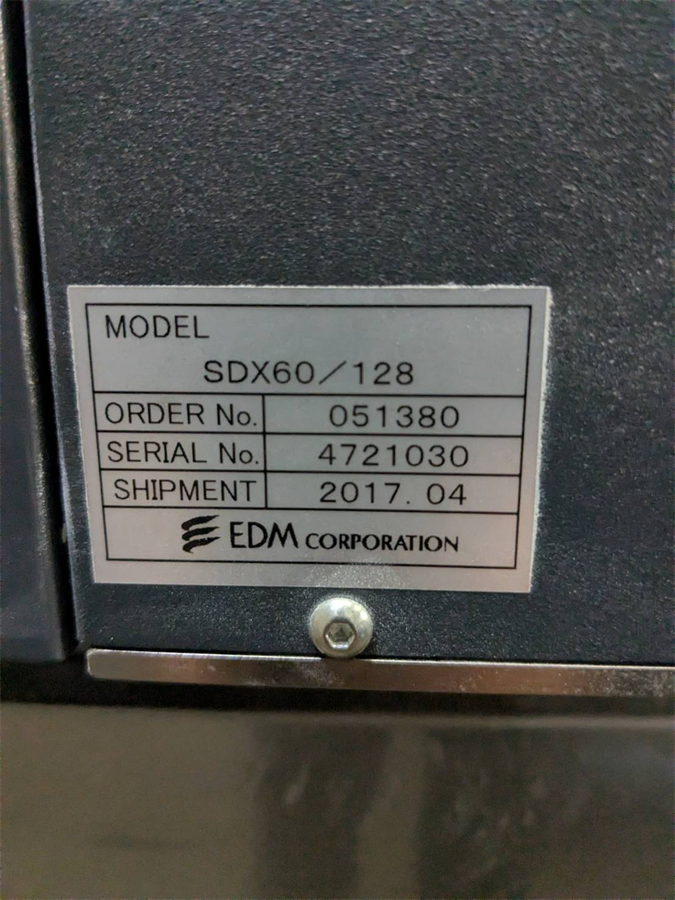 MODEL
SDX60/128
ORDER No. 051380
SERIAL No. 4721030
SHIPMENT 2017. 04
EDM CORPORATION